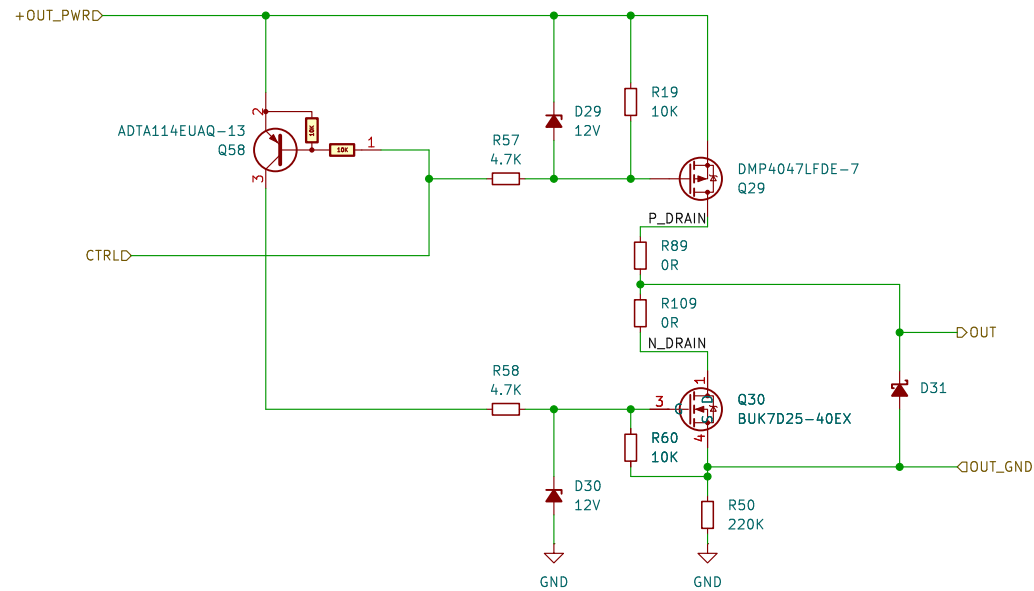 +OUT_PWR
ADTA114EUAQ-13
Q58
2
10K
10K
1
3
D29
12V
R19
10K
R57
4.7K
DMP4047LFDE-7
Q29
CTRL
P_DRAIN
R89
0R
R109
0R
OUT
N_DRAIN
R58
4.7K
1
D31
3
G
S
D
4
Q30
BUK7D25-40EX
R60
10K
OUT_GND
D30
12V
R50
220K
GND
GND